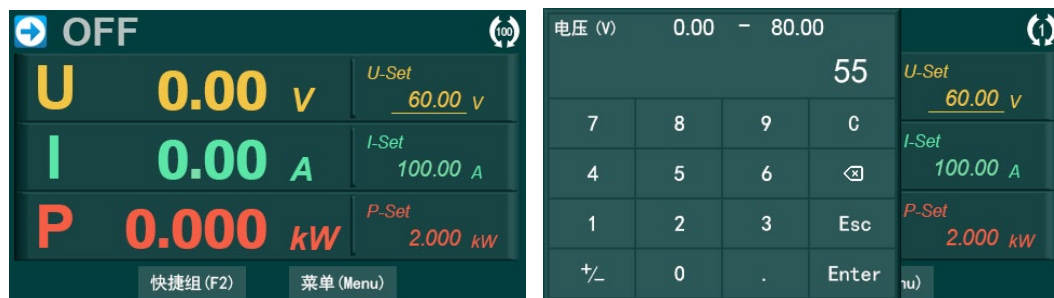 OFF
100
U 0.00 V
U-Set
60.00 V
I 0.00 A
I-Set
100.00 A
P 0.000 kW
P-Set
2.000 kW
快捷组(F2) 菜单(Menu)
电压 (V) 0.00 - 80.00
55
7 8 9 C
4 5 6
1 2 3 Esc
+/- 0 . Enter
1
U-Set
60.00 V
I-Set
100.00 A
P-Set
2.000 kW
nu)